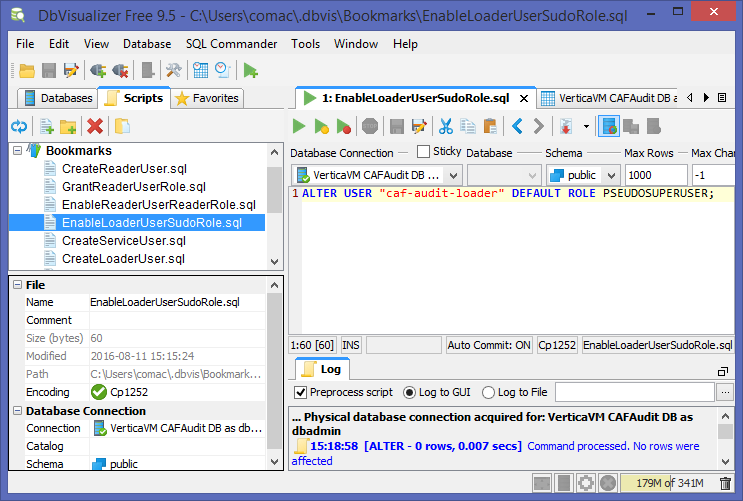 DbVisualizer Free 9.5 - C:\Users\comac\.dbvis\Bookmarks\EnableLoaderUserSudoRole.sql
File Edit View Database SQL Commander Tools Window Help
Databases Scripts Favorites
1: EnableLoaderUserSudoRole.sql VerticaVM CAFAudit DB a
Bookmarks
CreateReaderUser.sql
GrantReaderUserRole.sql
EnableReaderUserReaderRole.sql
EnableLoaderUserSudoRole.sql
CreateServiceUser.sql
CreateLoaderUser.sql
Database Connection Sticky Database Schema Max Rows Max Char
VerticaVM CAFAudit DB ... public 1000 -1
1 ALTER USER "caf-audit-loader" DEFAULT ROLE PSEUDOSUPERUSER;
File
Name EnableLoaderUserSudoRole.sql
Comment
Size (bytes) 60
Modified 2016-08-11 15:15:24
Path C:\Users\comac\.dbvis\Bookmark...
Encoding Cp1252
Database Connection
Connection VerticaVM CAFAudit DB as db...
Catalog
Schema public
1:60 [60] INS Auto Commit: ON Cp1252 EnableLoaderUserSudoRole.sql
Log
Preprocess script Log to GUI Log to File ...
... Physical database connection acquired for: VerticaVM CAFAudit DB as
dbadmin
15:18:58 [ALTER - 0 rows, 0.007 secs] Command processed. No rows were
affected
179M of 341M